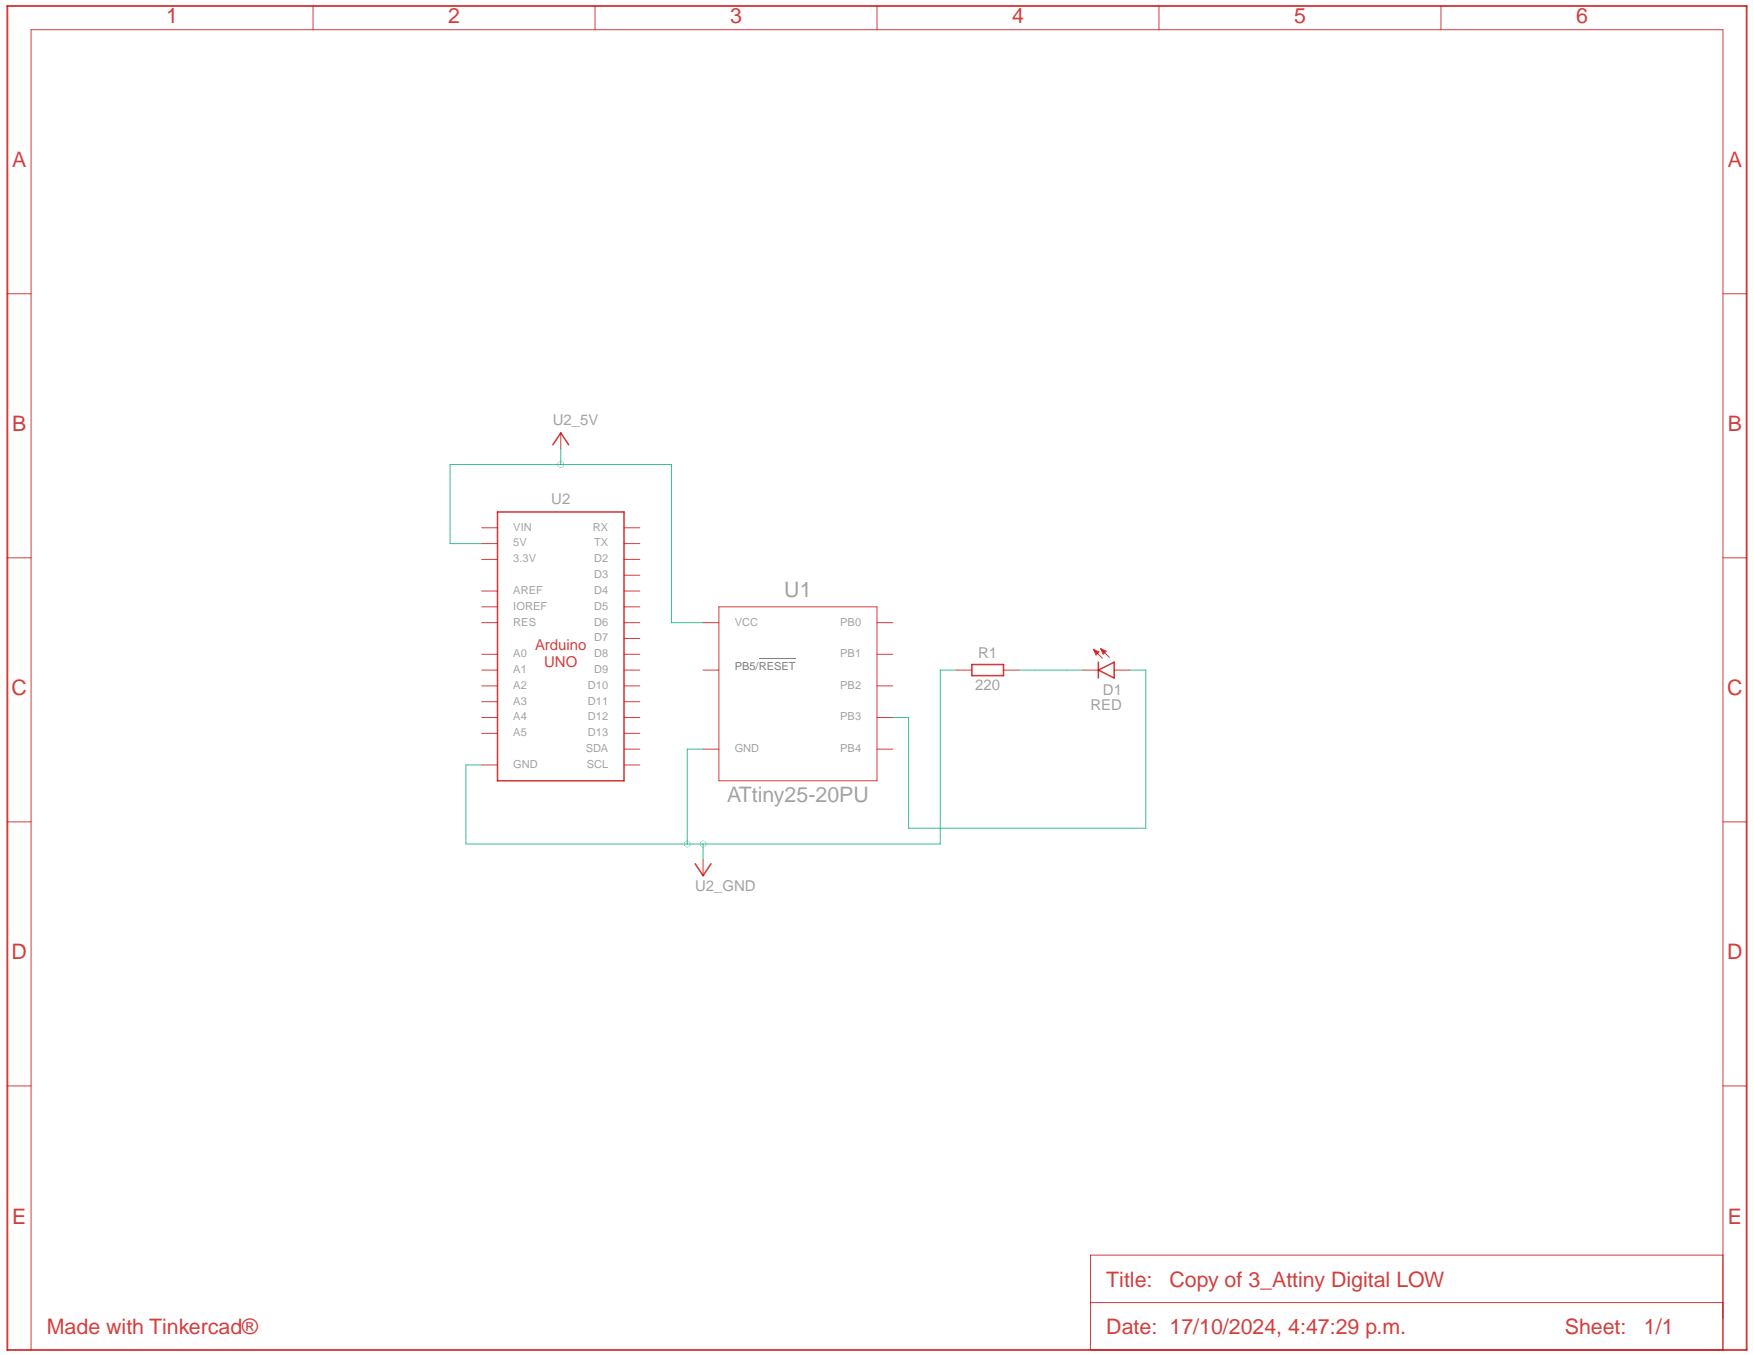 1 2 3 4 5 6
A A
B B
C C
D D
E E
U2_5V
U2
VIN RX
5V TX
3.3V D2
D3
AREF D4
IOREF D5
RES D6
D7
Arduino
UNO
A0 D8
A1 D9
A2 D10
A3 D11
A4 D12
A5 D13
SDA
GND SCL
U1
VCC PB0
PB1
PB5/RESET
PB2
PB3
GND PB4
ATtiny25-20PU
R1
220
D1
RED
U2_GND
Title: Copy of 3_Attiny Digital LOW
Made with Tinkercad®
Date: 17/10/2024, 4:47:29 p.m. Sheet: 1/1